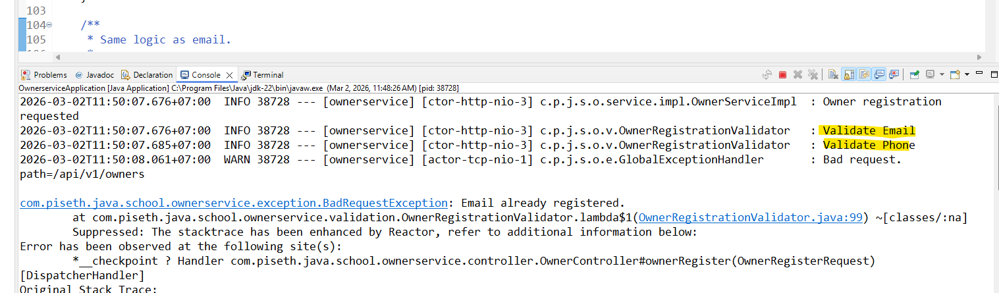 103
104 /**
105 * Same logic as email.
Problems @ Javadoc Declaration Console Terminal
OwnerserviceApplication [Java Application] C:\Program Files\Java\jdk-22\bin\javaw.exe (Mar 2, 2026, 11:48:26 AM) [pid: 38728]
2026-03-02T11:50:07.676+07:00 INFO 38728 --- [ownerservice] [ctor-http-nio-3] c.p.j.s.o.service.impl.OwnerServiceImpl : Owner registration
requested
2026-03-02T11:50:07.676+07:00 INFO 38728 --- [ownerservice] [ctor-http-nio-3] c.p.j.s.o.v.OwnerRegistrationValidator : Validate Email
2026-03-02T11:50:07.685+07:00 INFO 38728 --- [ownerservice] [ctor-http-nio-3] c.p.j.s.o.v.OwnerRegistrationValidator : Validate Phone
2026-03-02T11:50:08.061+07:00 WARN 38728 --- [ownerservice] [actor-tcp-nio-1] c.p.j.s.o.e.GlobalExceptionHandler : Bad request.
path=/api/v1/owners
com.piseth.java.school.ownerservice.exception.BadRequestException: Email already registered.
at com.piseth.java.school.ownerservice.validation.OwnerRegistrationValidator.lambda$1(OwnerRegistrationValidator.java:99) ~[classes/:na]
Suppressed: The stacktrace has been enhanced by Reactor, refer to additional information below:
Error has been observed at the following site(s):
*__checkpoint ? Handler com.piseth.java.school.ownerservice.controller.OwnerController#ownerRegister(OwnerRegisterRequest)
[DispatcherHandler]
Original Stack Trace: